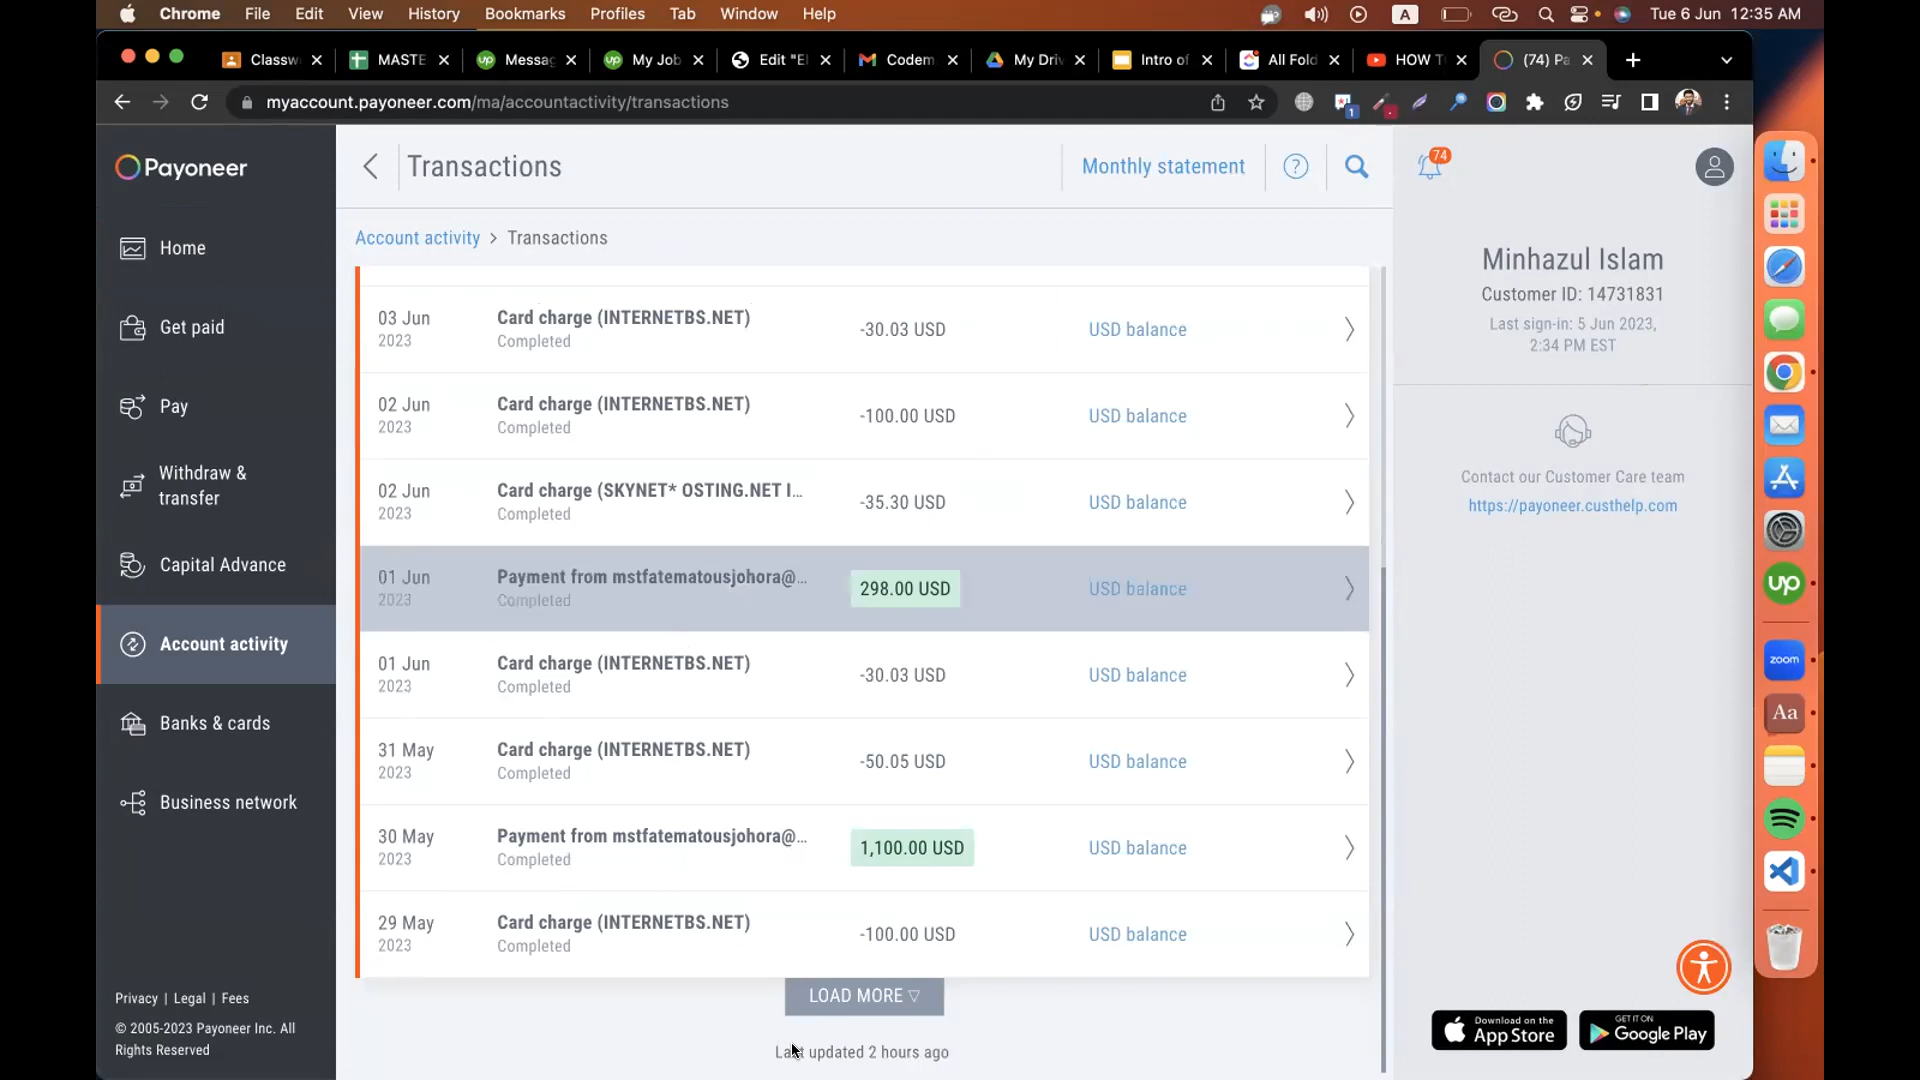 Chrome File Edit View History Bookmarks Profiles Tab Window Help A Tue 6 Jun 12:35 AM
Classw MASTE Messag My Job Edit "El Codem My Driv Intro of All Fold HOW T (74) Pa
myaccount.payoneer.com/ma/accountactivity/transactions 1
Payoneer
Home
Get paid
Pay
Withdraw &
transfer
Capital Advance
Account activity
Banks & cards
Business network
Privacy | Legal | Fees
© 2005-2023 Payoneer Inc. All
Rights Reserved
Transactions Monthly statement ?
Account activity > Transactions
03 Jun
2023
Card charge (INTERNETBS.NET)
Completed
-30.03 USD
USD balance
02 Jun
2023
Card charge (INTERNETBS.NET)
Completed
-100.00 USD
USD balance
02 Jun
2023
Card charge (SKYNET* OSTING.NET I...
Completed
-35.30 USD
USD balance
01 Jun
2023
Payment from mstfatematousjohora@...
Completed
298.00 USD
USD balance
01 Jun
2023
Card charge (INTERNETBS.NET)
Completed
-30.03 USD
USD balance
31 May
2023
Card charge (INTERNETBS.NET)
Completed
-50.05 USD
USD balance
30 May
2023
Payment from mstfatematousjohora@...
Completed
1,100.00 USD
USD balance
29 May
2023
Card charge (INTERNETBS.NET)
Completed
-100.00 USD
USD balance
LOAD MORE
Last updated 2 hours ago
74
Minhazul Islam
Customer ID: 14731831
Last sign-in: 5 Jun 2023,
2:34 PM EST
Contact our Customer Care team
https://payoneer.custhelp.com
Download on the
App Store
GET IT ON
Google Play
up
zoom
Aa